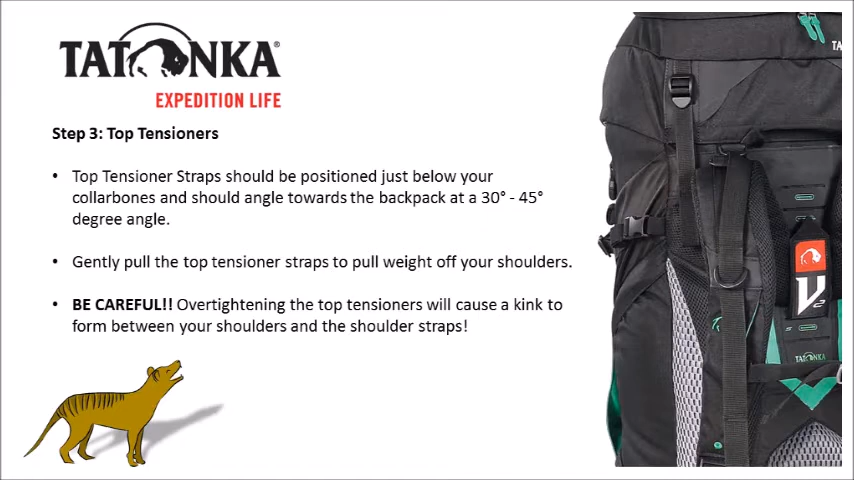 TATONKA®
EXPEDITION LIFE
Step 3: Top Tensioners
• Top Tensioner Straps should be positioned just below your
collarbones and should angle towards the backpack at a 30° - 45°
degree angle.
• Gently pull the top tensioner straps to pull weight off your shoulders.
• BE CAREFUL!! Overtightening the top tensioners will cause a kink to
form between your shoulders and the shoulder straps!
TA
V2
TATONKA